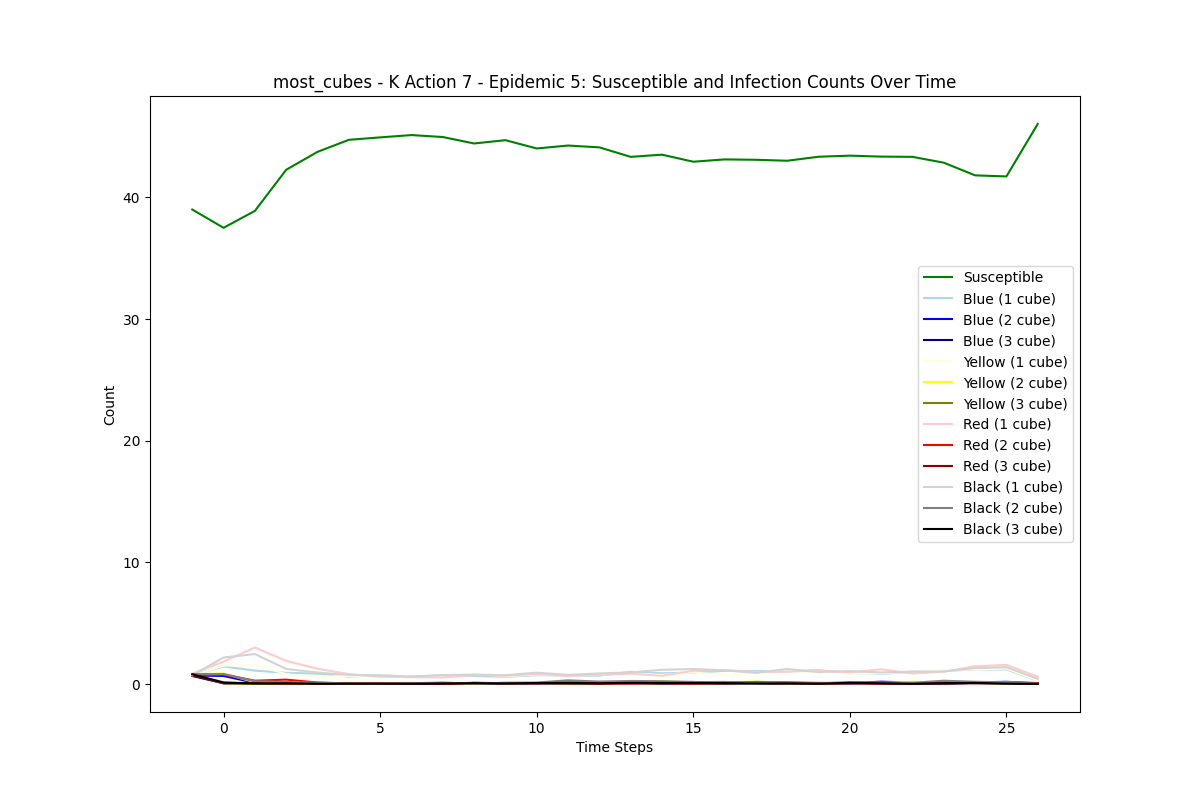 most_cubes - K Action 7 - Epidemic 5: Susceptible and Infection Counts Over Time
Count
40
30
20
10
0
Susceptible
Blue (1 cube)
Blue (2 cube)
Blue (3 cube)
Yellow (1 cube)
Yellow (2 cube)
Yellow (3 cube)
Red (1 cube)
Red (2 cube)
Red (3 cube)
Black (1 cube)
Black (2 cube)
Black (3 cube)
0 5 10 15 20 25
Time Steps